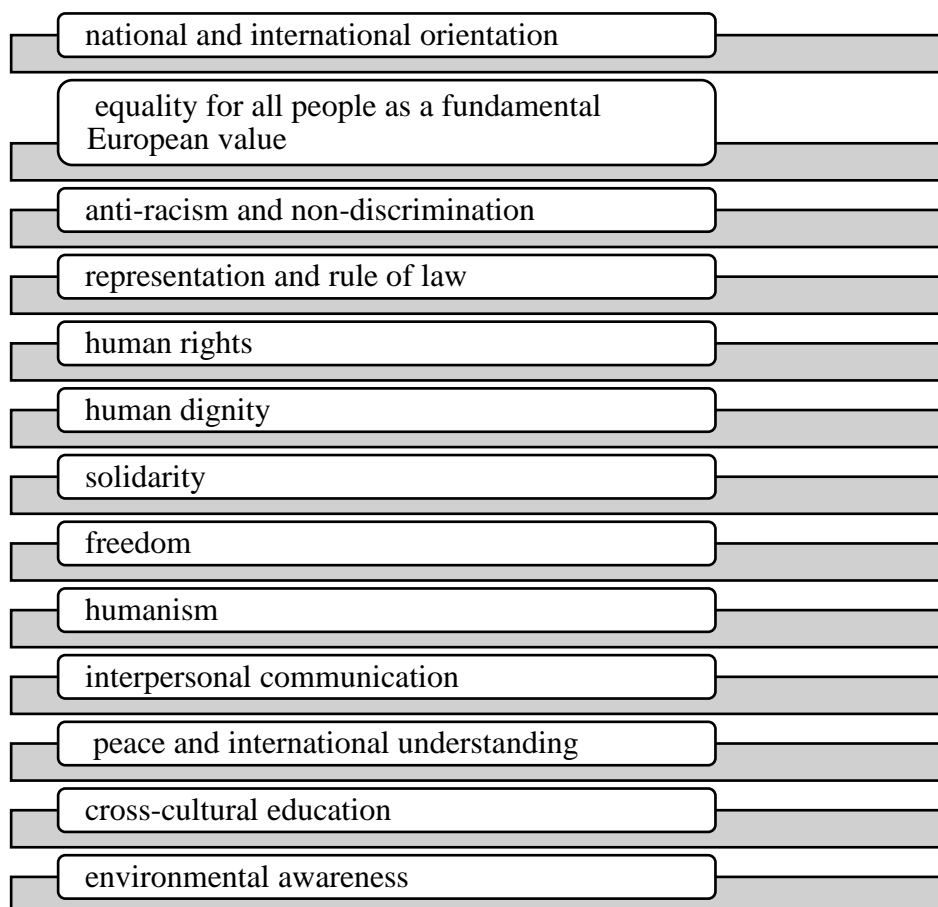 national and international orientation
equality for all people as a fundamental
European value
anti-racism and non-discrimination
representation and rule of law
human rights
human dignity
solidarity
freedom
humanism
interpersonal communication
peace and international understanding
cross-cultural education
environmental awareness